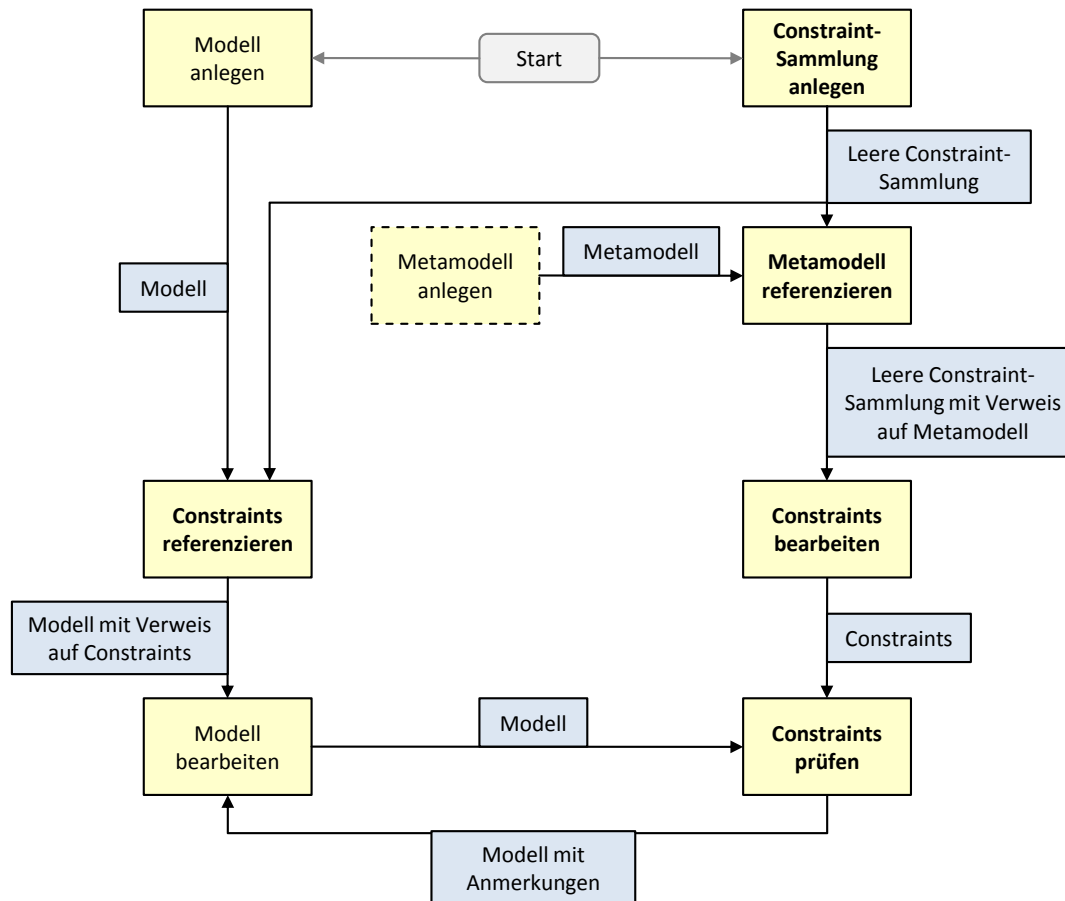 Modell
anlegen
Start
Constraint-
Sammlung
anlegen
Leere Constraint-
Sammlung
Metamodell
anlegen
Metamodell
Metamodell
referenzieren
Modell
Leere Constraint-
Sammlung mit Verweis
auf Metamodell
Constraints
referenzieren
Constraints
bearbeiten
Modell mit Verweis
auf Constraints
Constraints
Modell
bearbeiten
Modell
Constraints
prüfen
Modell mit
Anmerkungen